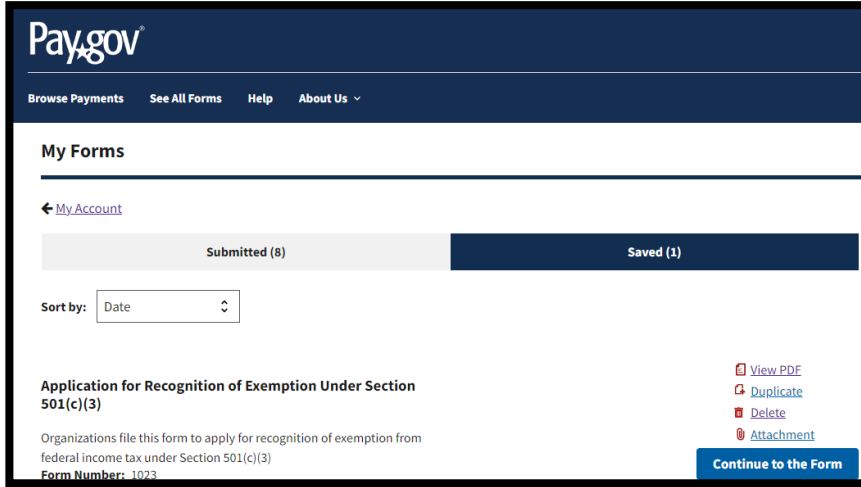 Pay.gov®
Browse Payments See All Forms Help About Us
My Forms
My Account
Submitted (8) Saved (1)
Sort by: Date
Application for Recognition of Exemption Under Section
501(c)(3)
Organizations file this form to apply for recognition of exemption from
federal income tax under Section 501(c)(3)
Form Number: 1023
View PDF
Duplicate
Delete
Attachment
Continue to the Form